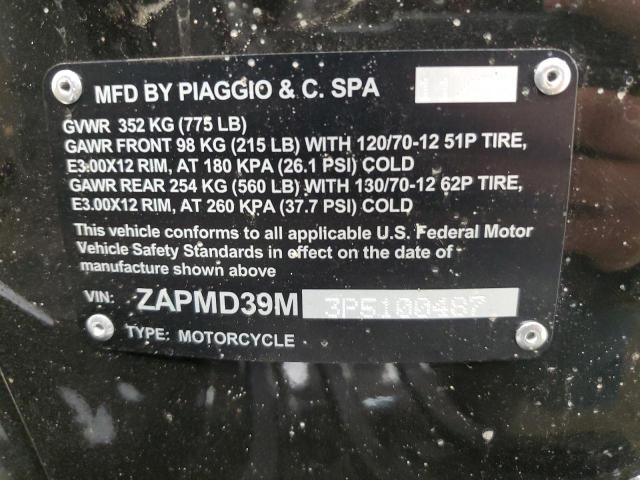 MFD BY PIAGGIO & C. SPA
GVWR 352 KG (775 LB)
GAWR FRONT 98 KG (215 LB) WITH 120/70-12 51P TIRE,
E3.00X12 RIM, AT 180 KPA (26.1 PSI) COLD
GAWR REAR 254 KG (560 LB) WITH 130/70-12 62P TIRE,
E3.00X12 RIM, AT 260 KPA (37.7 PSI) COLD
This vehicle conforms to all applicable U.S. Federal Motor
Vehicle Safety Standards in effect on the date of
manufacture shown above
VIN: ZAPMD39M 3P5100487
TYPE: MOTORCYCLE